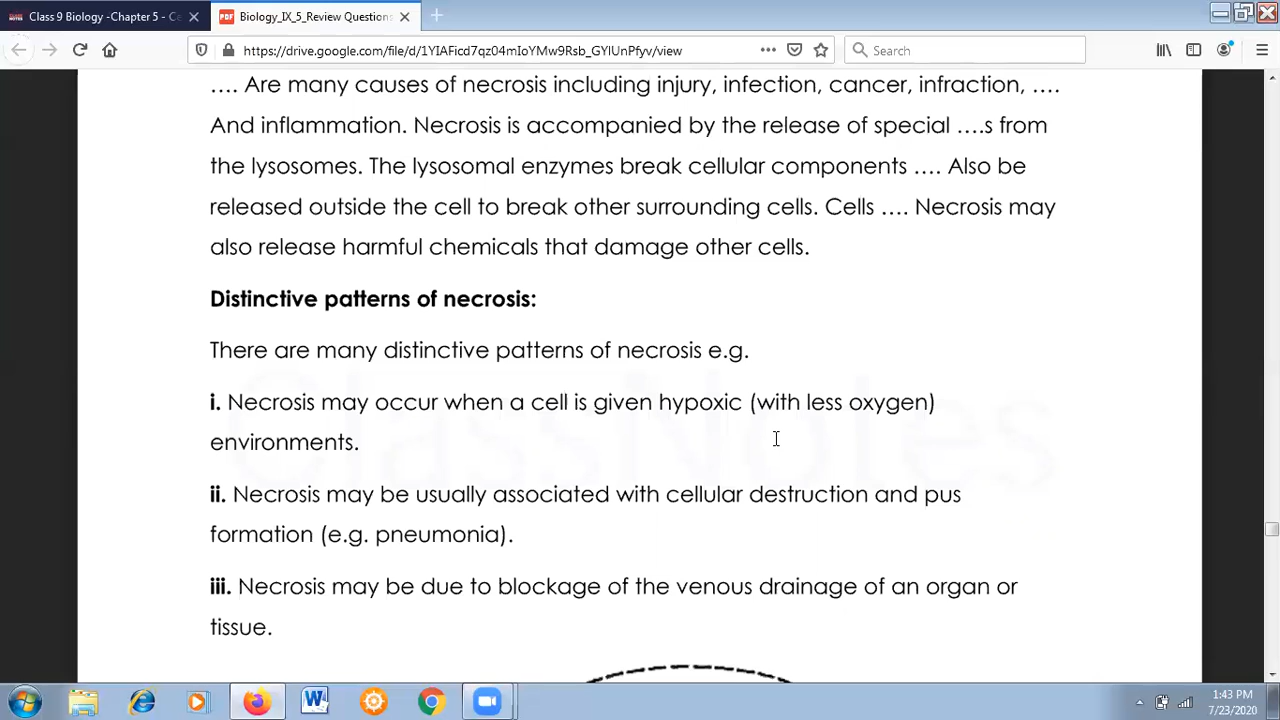 Class 9 Biology -Chapter 5 - Ce
Biology_IX_5_Review Questions
https://drive.google.com/file/d/1YIAFicd7qz04mIoYMw9Rsb_GYlUnPfyv/view
Search
…. Are many causes of necrosis including injury, infection, cancer, infraction, ….
And inflammation. Necrosis is accompanied by the release of special ….s from
the lysosomes. The lysosomal enzymes break cellular components …. Also be
released outside the cell to break other surrounding cells. Cells …. Necrosis may
also release harmful chemicals that damage other cells.
Distinctive patterns of necrosis:
There are many distinctive patterns of necrosis e.g.
i. Necrosis may occur when a cell is given hypoxic (with less oxygen)
environments.
ii. Necrosis may be usually associated with cellular destruction and pus
formation (e.g. pneumonia).
iii. Necrosis may be due to blockage of the venous drainage of an organ or
tissue.
ClassNotes
1:43 PM
7/23/2020